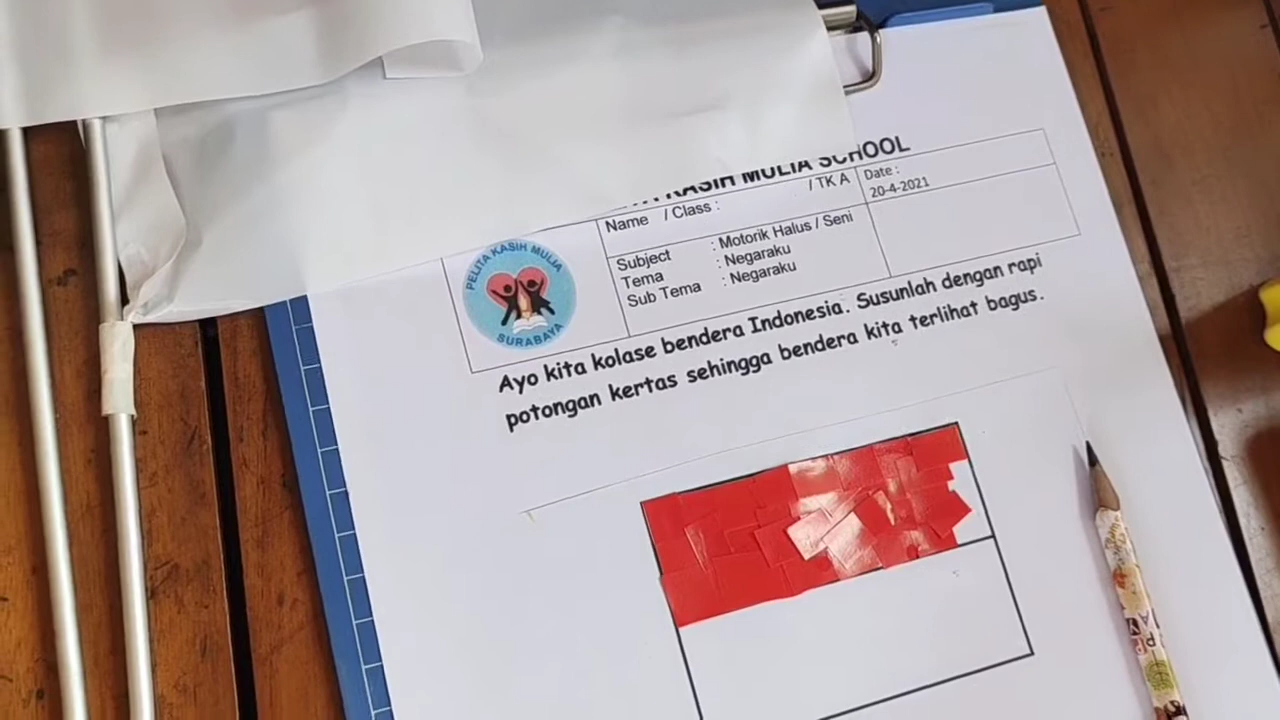 KASIH MULIA SCHOOL
Name / Class : / TK A
Date :
20-4-2021
Subject : Motorik Halus / Seni
Tema : Negaraku
Sub Tema : Negaraku
PELITA KASIH MULIA
SURABAYA
Ayo kita kolase bendera Indonesia. Susunlah dengan rapi
potongan kertas sehingga bendera kita terlihat bagus.